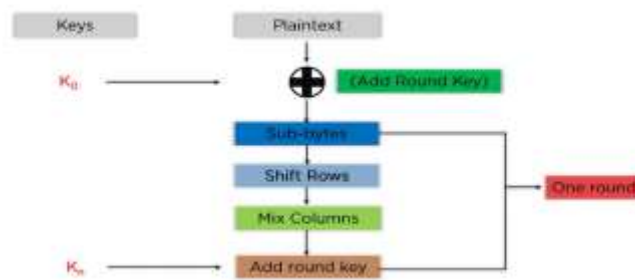 Keys
Plaintext
K₀
(Add Round Key)
Sub-bytes
Shift Rows
One round
Mix Columns
Kₙ
Add round key